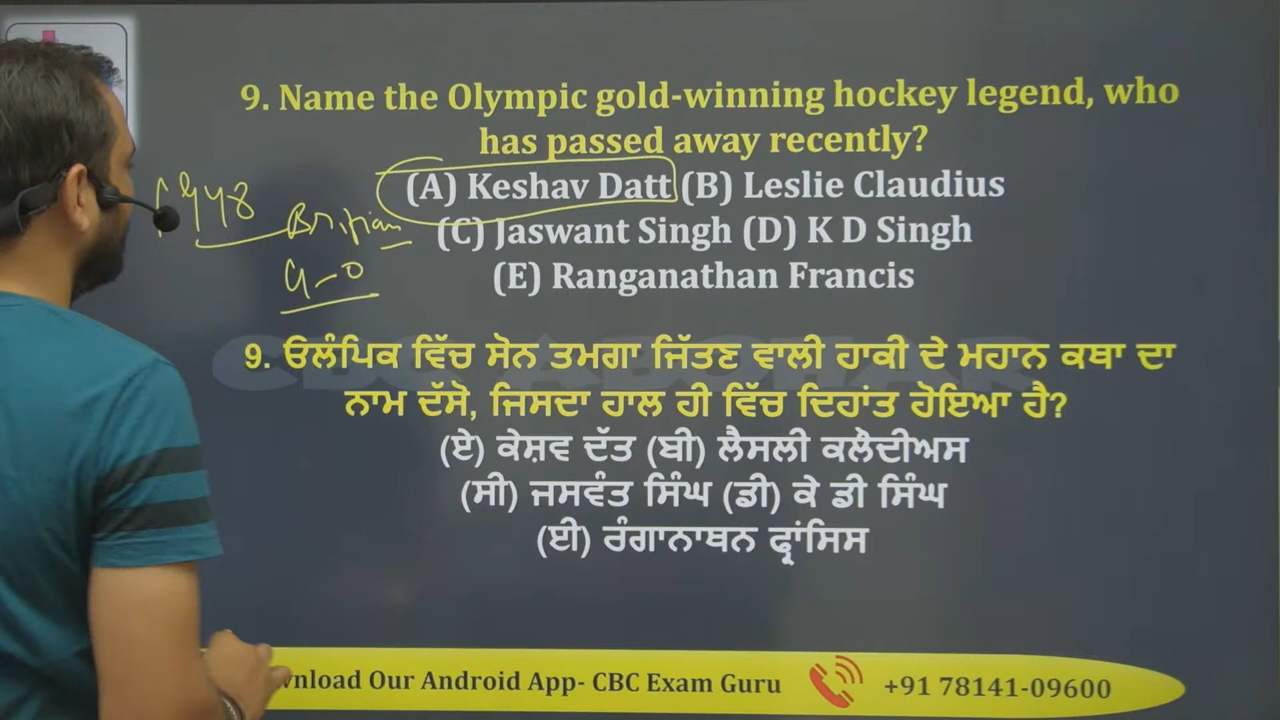 9. Name the Olympic gold-winning hockey legend, who
has passed away recently?
(A) Keshav Datt (B) Leslie Claudius
(C) Jaswant Singh (D) K D Singh
(E) Ranganathan Francis
1948
4-0
CBC ABOHAR
9. ਓਲੰਪਿਕ ਵਿੱਚ ਸੋਨ ਤਮਗਾ ਜਿੱਤਣ ਵਾਲੀ ਹਾਕੀ ਦੇ ਮਹਾਨ ਕਥਾ ਦਾ
ਨਾਮ ਦੱਸੋ, ਜਿਸਦਾ ਹਾਲ ਹੀ ਵਿੱਚ ਦਿਹਾਂਤ ਹੋਇਆ ਹੈ?
(ਏ) ਕੇਸ਼ਵ ਦੱਤ (ਬੀ) ਲੈਸਲੀ ਕਲੌਦੀਅਸ
(ਸੀ) ਜਸਵੰਤ ਸਿੰਘ (ਡੀ) ਕੇ ਡੀ ਸਿੰਘ
(ਈ) ਰੰਗਾਨਾਥਨ ਫ੍ਰਾਂਸਿਸ
wnload Our Android App- CBC Exam Guru
+91 78141-09600